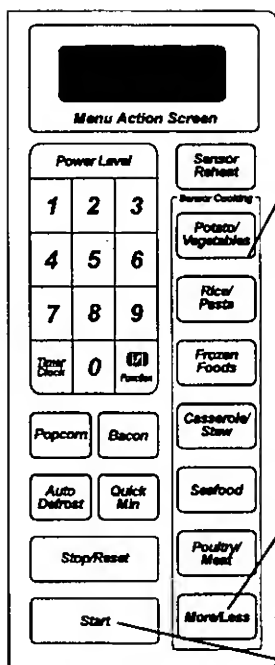 Menu Action Screen
Power Level
1 2 3
4 5 6
7 8 9
Timer
Clock
0
Function
Popcorn
Bacon
Auto
Defrost
Quick
Min
Stop/Reset
Start
Sensor
Reheat
Sensor Cooking
Potato/
Vegetables
Rice/
Pasta
Frozen
Foods
Casserole/
Stew
Seafood
Poultry/
Meat
More/Less